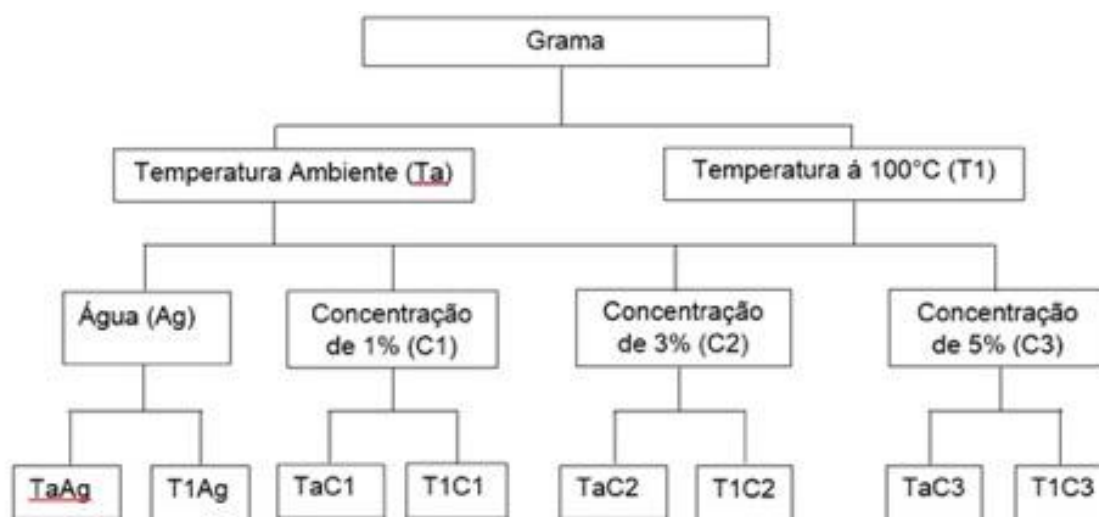 Grama
Temperatura Ambiente (Ta)
Temperatura á 100°C (T1)
Água (Ag)
Concentração
de 1% (C1)
Concentração
de 3% (C2)
Concentração
de 5% (C3)
TaAg
T1Ag
TaC1
T1C1
TaC2
T1C2
TaC3
T1C3